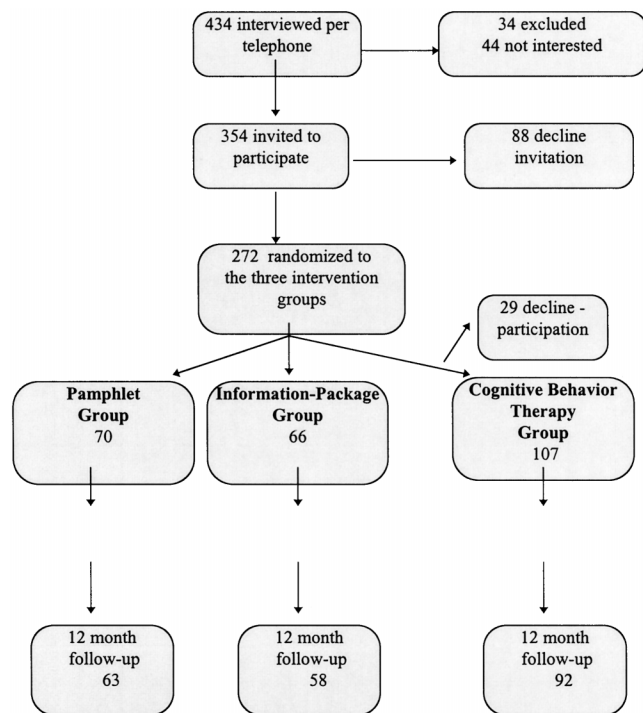 434 interviewed per
telephone
34 excluded
44 not interested
354 invited to
participate
88 decline
invitation
272 randomized to
the three intervention
groups
29 decline -
participation
Pamphlet
Group
70
Information-Package
Group
66
Cognitive Behavior
Therapy
Group
107
12 month
follow-up
63
12 month
follow-up
58
12 month
follow-up
92